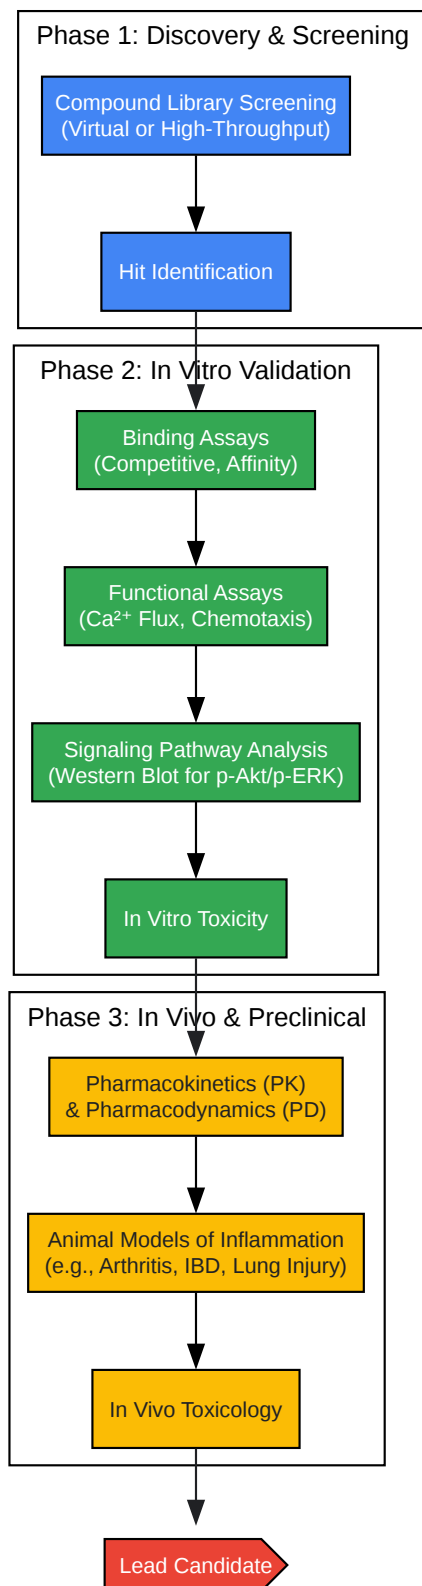 Phase 1: Discovery & Screening
Compound Library Screening
(Virtual or High-Throughput)
Hit Identification
Phase 2: In Vitro Validation
Binding Assays
(Competitive, Affinity)
Functional Assays
(Ca²⁺ Flux, Chemotaxis)
Signaling Pathway Analysis
(Western Blot for p-Akt/p-ERK)
In Vitro Toxicity
Phase 3: In Vivo & Preclinical
Pharmacokinetics (PK)
& Pharmacodynamics (PD)
Animal Models of Inflammation
(e.g., Arthritis, IBD, Lung Injury)
In Vivo Toxicology
Lead Candidate